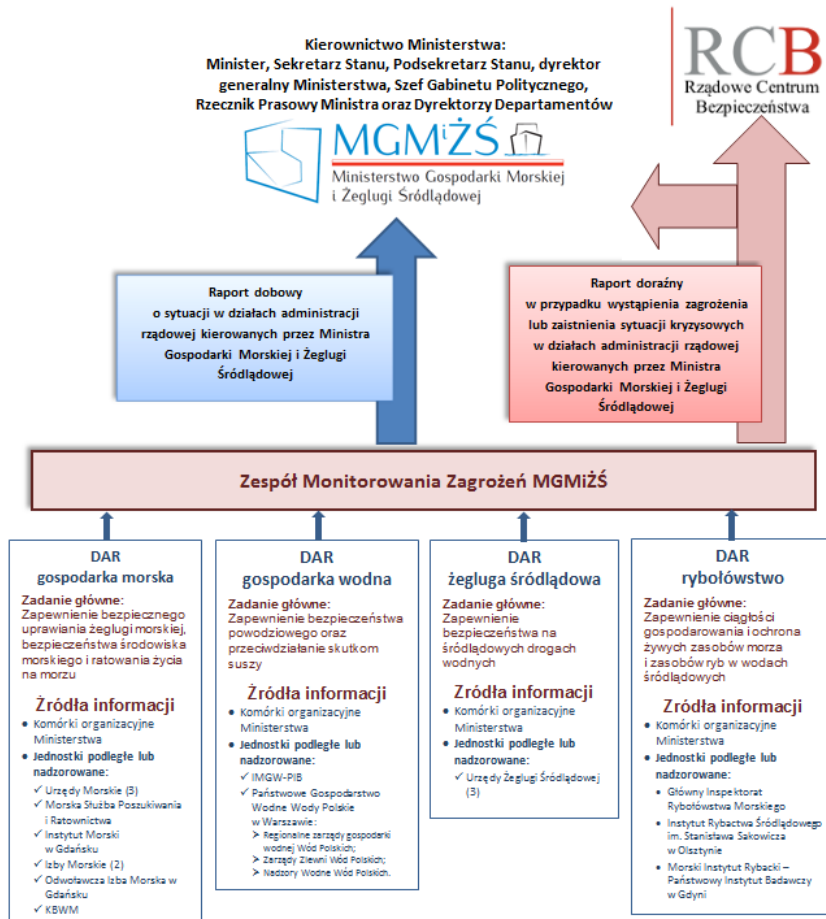 Kierownictwo Ministerstwa:
Minister, Sekretarz Stanu, Podsekretarz Stanu, dyrektor
generalny Ministerstwa, Szef Gabinetu Politycznego,
Rzecznik Prasowy Ministra oraz Dyrektorzy Departamentów
MGMiŻŚ
Ministerstwo Gospodarki Morskiej
i Żeglugi Śródlądowej
RCB
Rządowe Centrum
Bezpieczeństwa
Raport dobowy
o sytuacji w działach administracji
rządowej kierowanych przez Ministra
Gospodarki Morskiej i Żeglugi
Śródlądowej
Raport doraźny
w przypadku wystąpienia zagrożenia
lub zaistnienia sytuacji kryzysowych
w działach administracji rządowej
kierowanych przez Ministra
Gospodarki Morskiej i Żeglugi
Śródlądowej
Zespół Monitorowania Zagrożeń MGMiŻŚ
DAR
gospodarka morska
Zadanie główne:
Zapewnienie bezpiecznego
uprawiania żeglugi morskiej,
bezpieczeństwa środowiska
morskiego i ratowania życia
na morzu
Źródła informacji
• Komórki organizacyjne
Ministerstwa
• Jednostki podległe lub
nadzorowane:
✓ Urzędy Morskie (3)
✓ Morska Służba Poszukiwania
i Ratownictwa
✓ Instytut Morski
w Gdańsku
✓ Izby Morskie (2)
✓ Odwoławcza Izba Morska w
Gdańsku
✓ KBWM
DAR
gospodarka wodna
Zadanie główne:
Zapewnienie bezpieczeństwa
powodziowego oraz
przeciwdziałanie skutkom
suszy
Źródła informacji
• Komórki organizacyjne
Ministerstwa
• Jednostki podległe lub
nadzorowane:
✓ IMGW-PIB
✓ Państwowe Gospodarstwo
Wodne Wody Polskie
w Warszawie:
➢ Regionalne zarządy gospodarki
wodnej Wód Polskich;
➢ Zarządy Zlewni Wód Polskich;
➢ Nadzory Wodne Wód Polskich.
DAR
żegluga śródlądowa
Zadanie główne:
Zapewnienie
bezpieczeństwa na
śródlądowych drogach
wodnych
Źródła informacji
• Komórki organizacyjne
Ministerstwa
• Jednostki podległe lub
nadzorowane:
✓ Urzędy Żeglugi Śródlądowej
(3)
DAR
rybołówstwo
Zadanie główne:
Zapewnienie ciągłości
gospodarowania i ochrona
żywych zasobów morza
i zasobów ryb w wodach
śródlądowych
Źródła informacji
• Komórki organizacyjne
Ministerstwa
• Jednostki podległe lub
nadzorowane:
• Główny Inspektorat
Rybołówstwa Morskiego
• Instytut Rybactwa Śródlądowego
im. Stanisława Sakowicza
w Olsztynie
• Morski Instytut Rybacki –
Państwowy Instytut Badawczy
w Gdyni